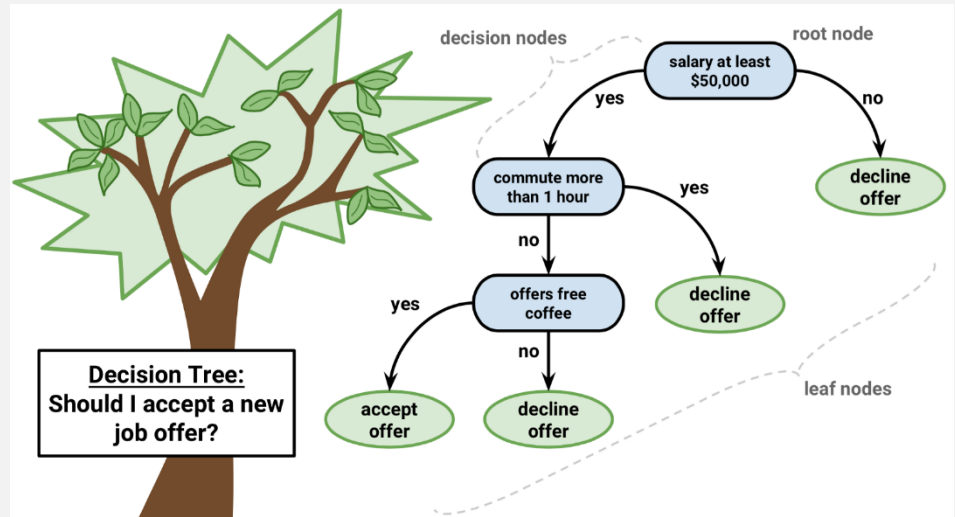 decision nodes
root node
salary at least
$50,000
yes
no
commute more
than 1 hour
yes
decline
offer
no
offers free
coffee
decline
offer
yes
no
leaf nodes
accept
offer
decline
offer
Decision Tree:
Should I accept a new
job offer?